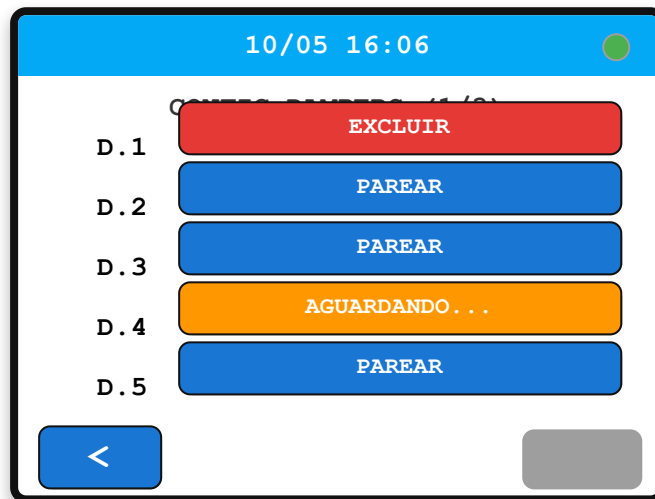 10/05 16:06
D.1 EXCLUIR
D.2 PAREAR
D.3 PAREAR
D.4 AGUARDANDO...
D.5 PAREAR
<